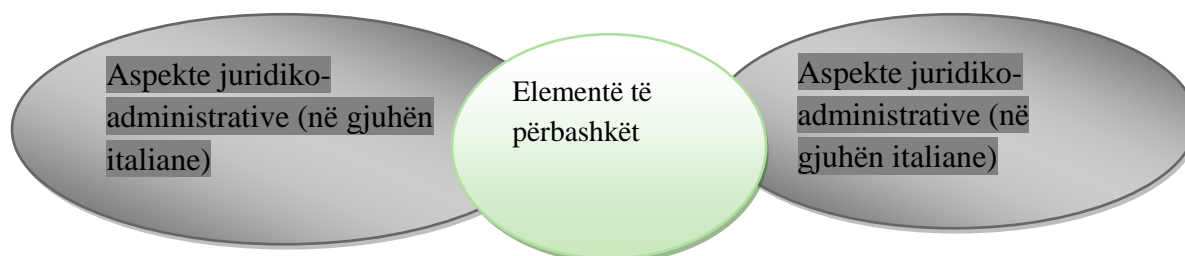 Aspekte juridiko-
administrative (në gjuhën
italiane)
Elementë të
përbashkët
Aspekte juridiko-
administrative (në
gjuhën italiane)